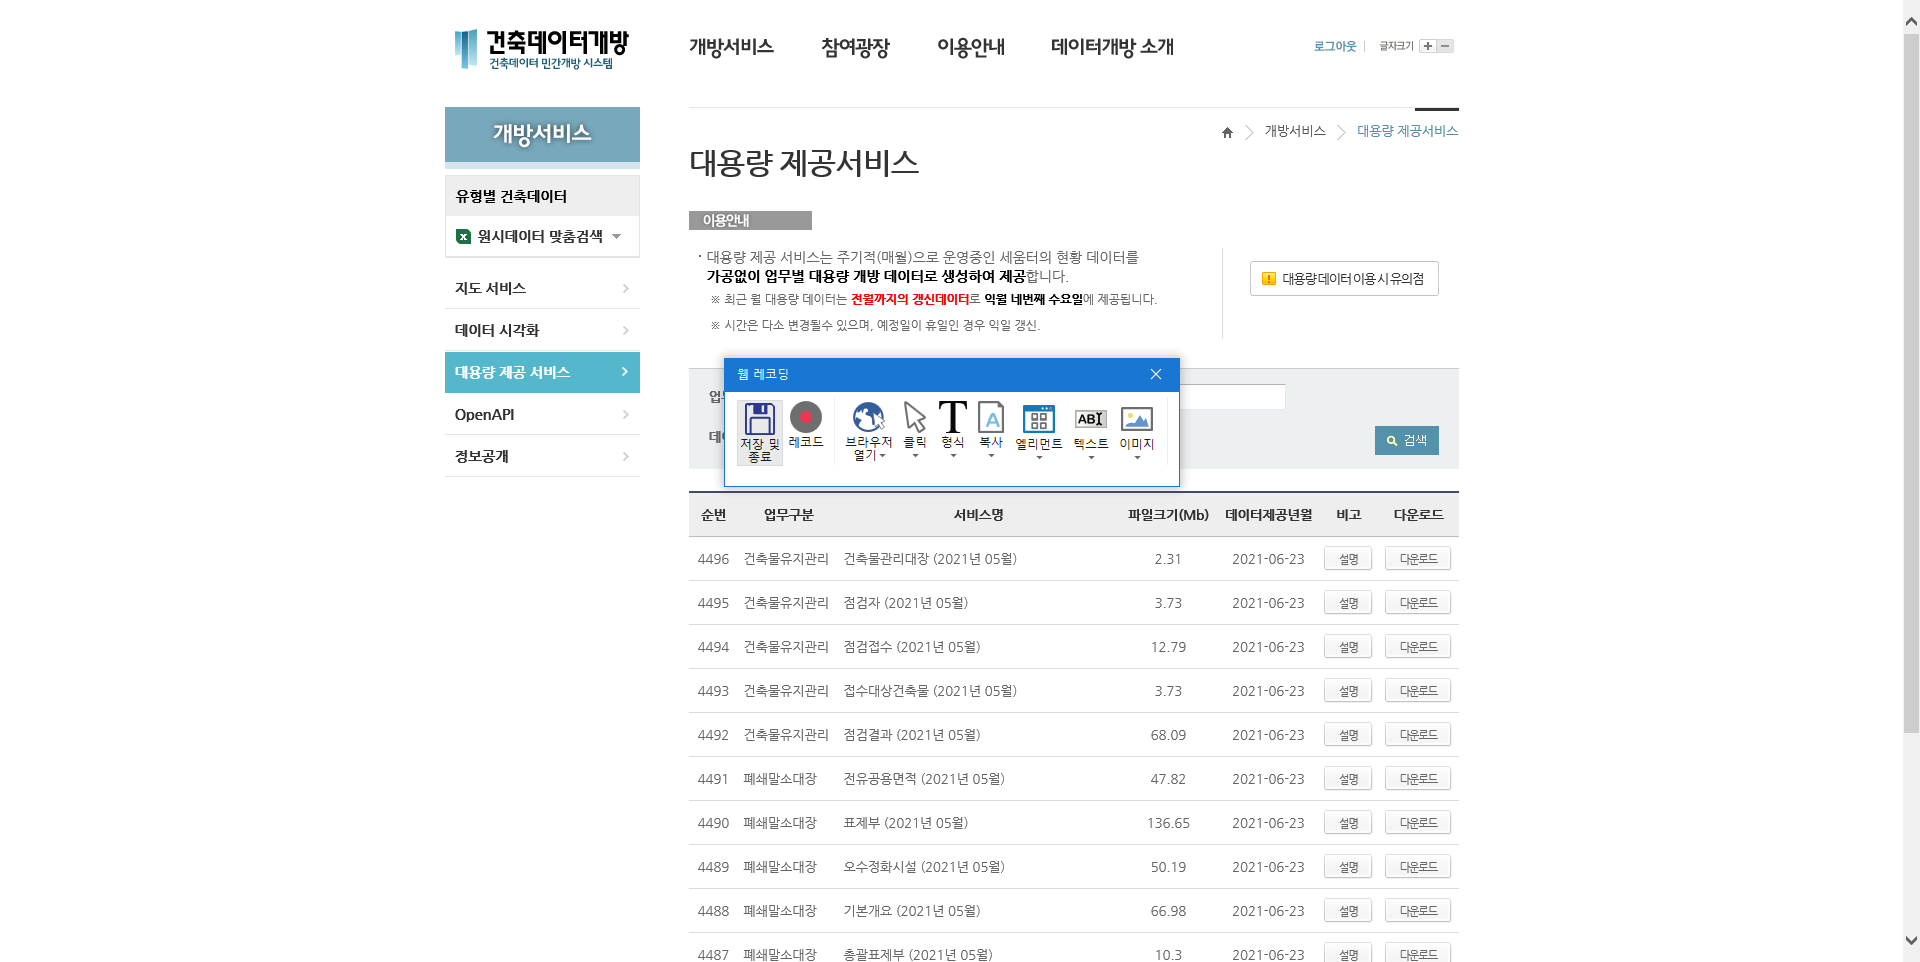 건축데이터개방
건축데이터 민간개방 시스템
개방서비스 참여광장 이용안내 데이터개방 소개
로그아웃 글자크기
개방서비스
유형별 건축데이터
원시데이터 맞춤검색
지도 서비스
데이터 시각화
대용량 제공 서비스
OpenAPI
정보공개
개방서비스 대용량 제공서비스
대용량 제공서비스
이용안내
· 대용량 제공 서비스는 주기적(매월)으로 운영중인 세움터의 현황 데이터를
가공없이 업무별 대용량 개방 데이터로 생성하여 제공합니다.
※ 최근 월 대용량 데이터는 전월까지의 갱신데이터로 익월 네번째 수요일에 제공됩니다.
※ 시간은 다소 변경될수 있으며, 예정일이 휴일인 경우 익일 갱신.
대용량 데이터 이용 시 유의점
검색
웹 레코딩
저장 및 종료
레코드
브라우저 열기
클릭
형식
복사
엘리먼트
텍스트
이미지
순번 업무구분 서비스명 파일크기(Mb) 데이터제공년월 비고 다운로드
4496 건축물유지관리 건축물관리대장 (2021년 05월) 2.31 2021-06-23 설명 다운로드
4495 건축물유지관리 점검자 (2021년 05월) 3.73 2021-06-23 설명 다운로드
4494 건축물유지관리 점검접수 (2021년 05월) 12.79 2021-06-23 설명 다운로드
4493 건축물유지관리 접수대상건축물 (2021년 05월) 3.73 2021-06-23 설명 다운로드
4492 건축물유지관리 점검결과 (2021년 05월) 68.09 2021-06-23 설명 다운로드
4491 폐쇄말소대장 전유공용면적 (2021년 05월) 47.82 2021-06-23 설명 다운로드
4490 폐쇄말소대장 표제부 (2021년 05월) 136.65 2021-06-23 설명 다운로드
4489 폐쇄말소대장 오수정화시설 (2021년 05월) 50.19 2021-06-23 설명 다운로드
4488 폐쇄말소대장 기본개요 (2021년 05월) 66.98 2021-06-23 설명 다운로드
4487 폐쇄말소대장 총괄표제부 (2021년 05월) 10.3 2021-06-23 설명 다운로드